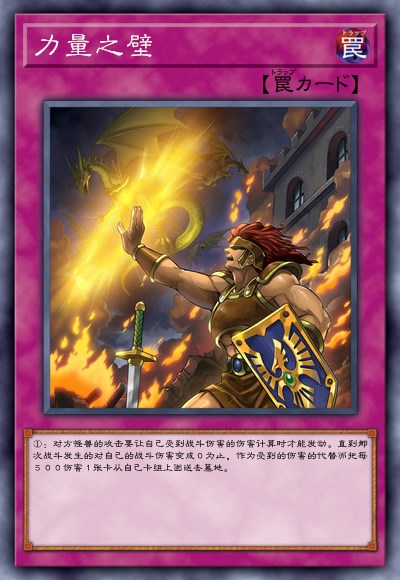 力量之壁
トラップ
罠
トラップ
【罠カード】
①:对方怪兽的攻击要让自己受到战斗伤害的伤害计算时才能发动。直到那
次战斗发生的对自己的战斗伤害变成0为止,作为受到的伤害的代替而把每
500伤害1张卡从自己卡组上面送去墓地。